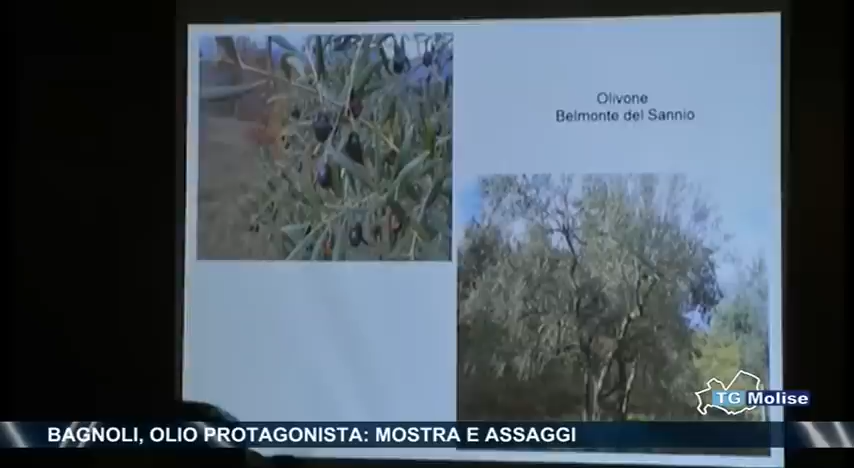 Olivone
Belmonte del Sannio
TG Molise
BAGNOLI, OLIO PROTAGONISTA: MOSTRA E ASSAGGI